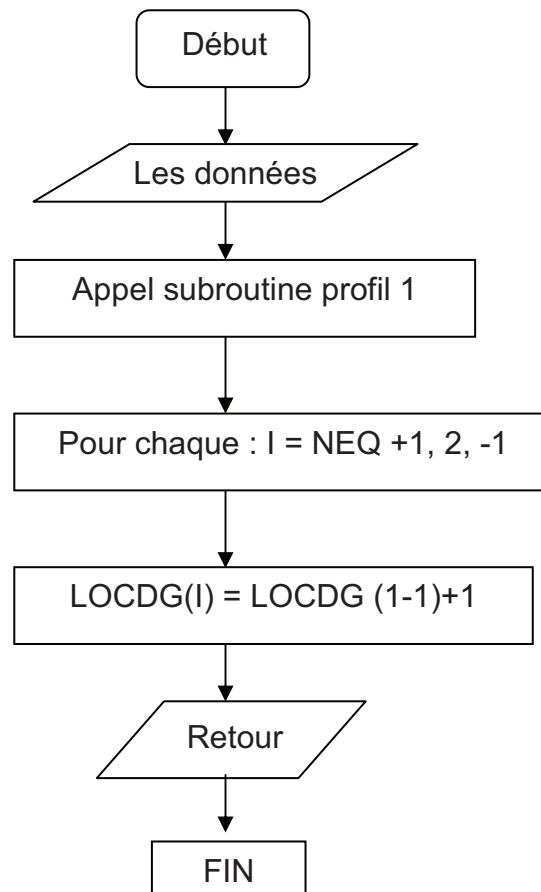 Début
Les données
Appel subroutine profil 1
Pour chaque : I = NEQ +1, 2, -1
LOCDG(I) = LOCDG (1-1)+1
Retour
FIN